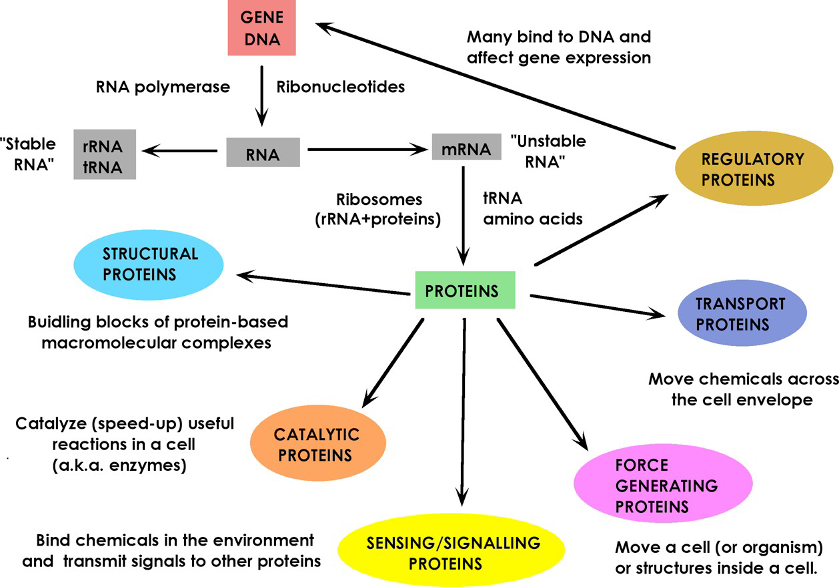 GENE
DNA
Many bind to DNA and
affect gene expression
RNA polymerase
Ribonucleotides
"Stable
RNA"
rRNA
tRNA
RNA
mRNA
"Unstable
RNA"
REGULATORY
PROTEINS
Ribosomes
(rRNA+proteins)
tRNA
amino acids
STRUCTURAL
PROTEINS
PROTEINS
TRANSPORT
PROTEINS
Buidling blocks of protein-based
macromolecular complexes
Move chemicals across
the cell envelope
Catalyze (speed-up) useful
reactions in a cell
(a.k.a. enzymes)
CATALYTIC
PROTEINS
FORCE
GENERATING
PROTEINS
Bind chemicals in the environment
and transmit signals to other proteins
SENSING/SIGNALLING
PROTEINS
Move a cell (or organism)
or structures inside a cell.